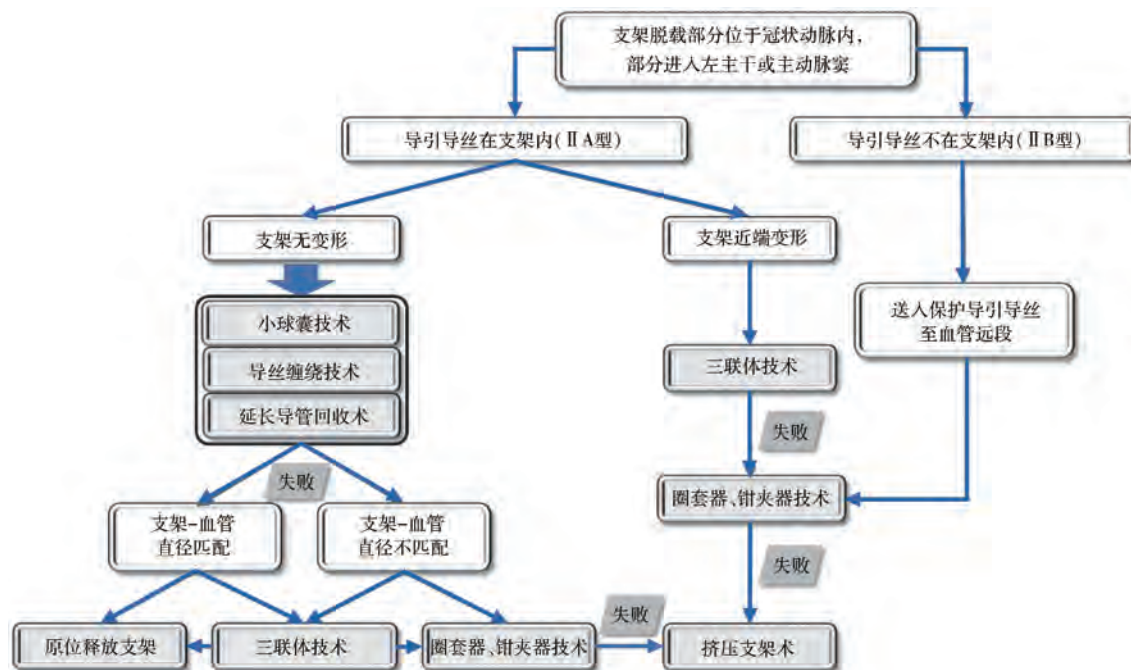 支架脱载部分位于冠状动脉内，
部分进入左主干或主动脉窦
导引导丝在支架内（ⅡA型）
导引导丝不在支架内（ⅡB型）
支架无变形
支架近端变形
小球囊技术
导丝缠绕技术
延长导管回收术
送入保护导引导丝
至血管远段
三联体技术
失败
失败
圈套器、钳夹器技术
支架-血管
直径匹配
支架-血管
直径不匹配
失败
失败
原位释放支架
三联体技术
圈套器、钳夹器技术
挤压支架术